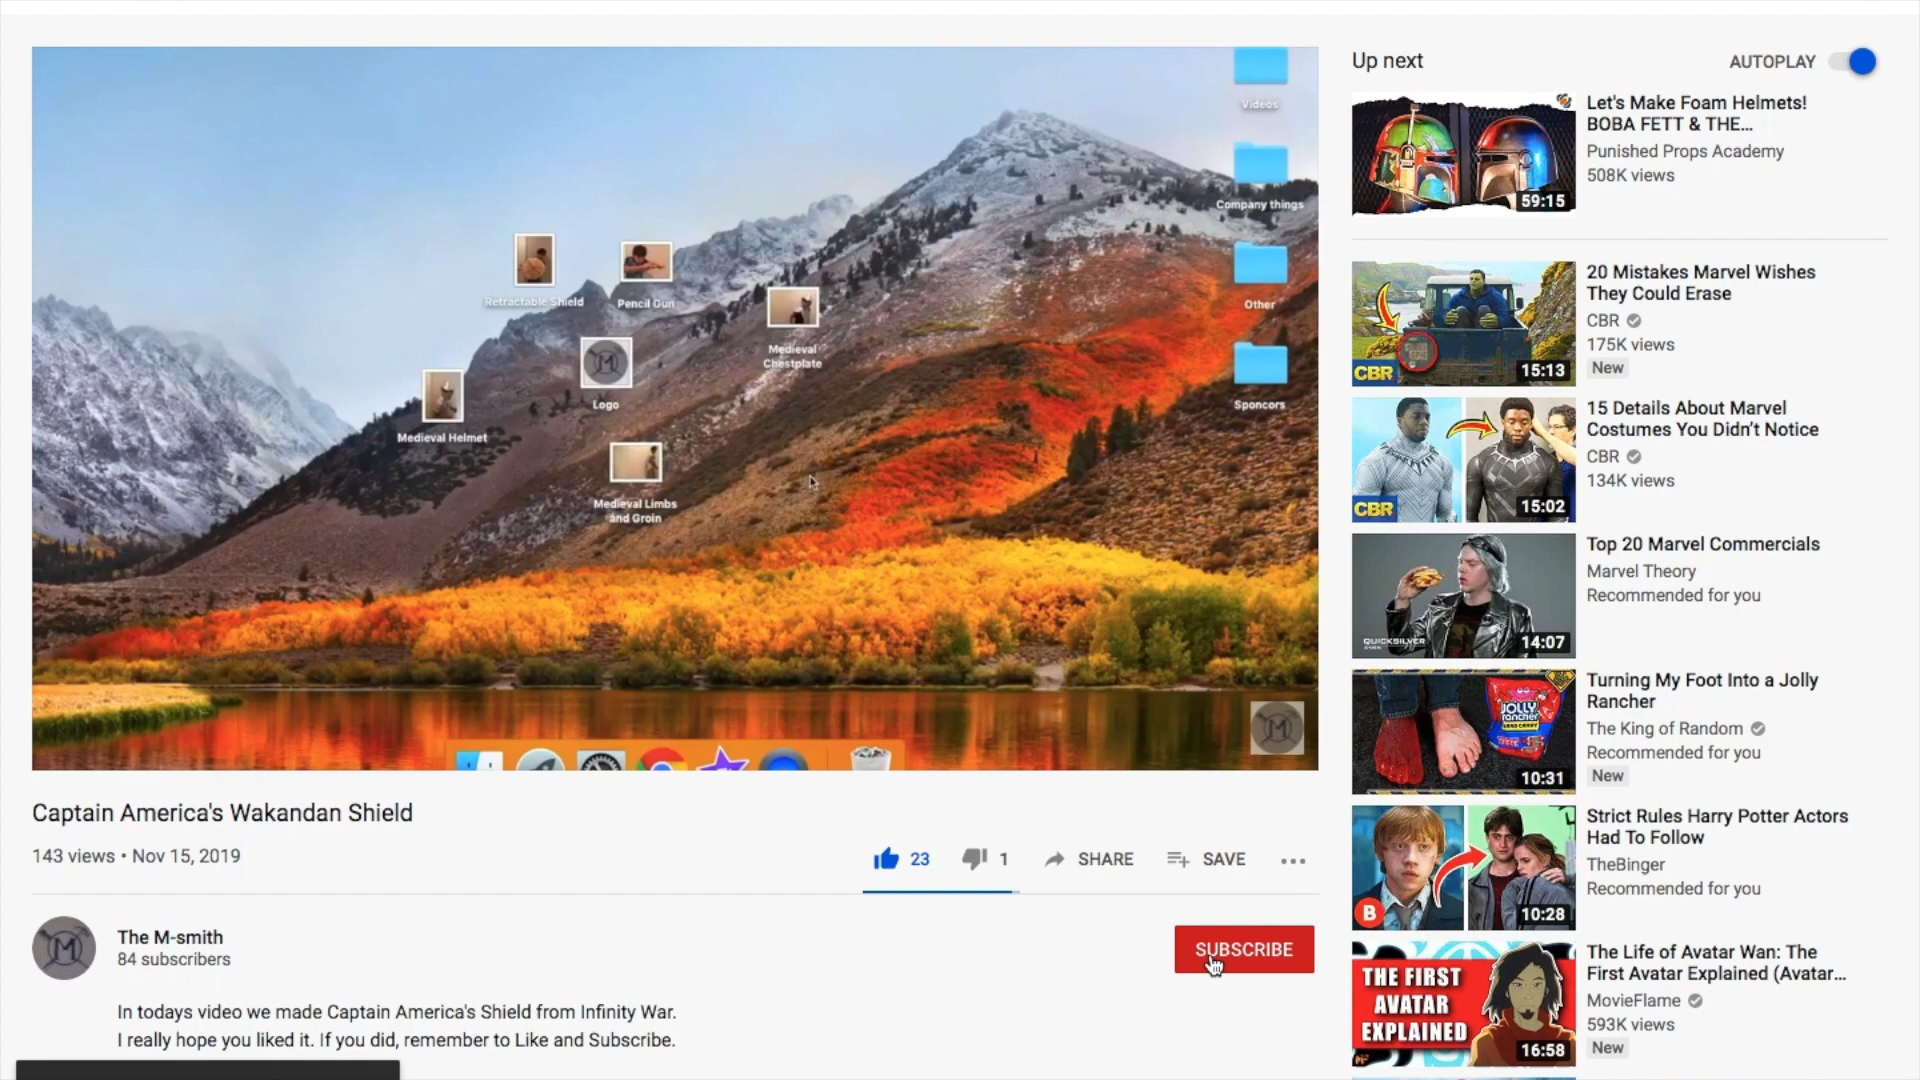 Videos
Company things
Other
Sponcors
Retractable Shield
Pencil Gun
Medieval
Chestplate
M
Logo
Medieval Helmet
Medieval Limbs
and Groin
M
Captain America's Wakandan Shield
143 views • Nov 15, 2019
23
1
SHARE
SAVE
M
The M-smith
84 subscribers
SUBSCRIBE
In todays video we made Captain America's Shield from Infinity War.
I really hope you liked it. If you did, remember to Like and Subscribe.
Up next
AUTOPLAY
59:15
Let's Make Foam Helmets!
BOBA FETT & THE...
Punished Props Academy
508K views
CBR
15:13
20 Mistakes Marvel Wishes
They Could Erase
CBR
175K views
New
CBR
15:02
15 Details About Marvel
Costumes You Didn't Notice
CBR
134K views
QUICKSILVER
14:07
Top 20 Marvel Commercials
Marvel Theory
Recommended for you
JOLLY
RANCHER
10:31
Turning My Foot Into a Jolly
Rancher
The King of Random
Recommended for you
New
B
10:28
Strict Rules Harry Potter Actors
Had To Follow
TheBinger
Recommended for you
THE FIRST
AVATAR
EXPLAINED
16:58
The Life of Avatar Wan: The
First Avatar Explained (Avatar...
MovieFlame
593K views
New